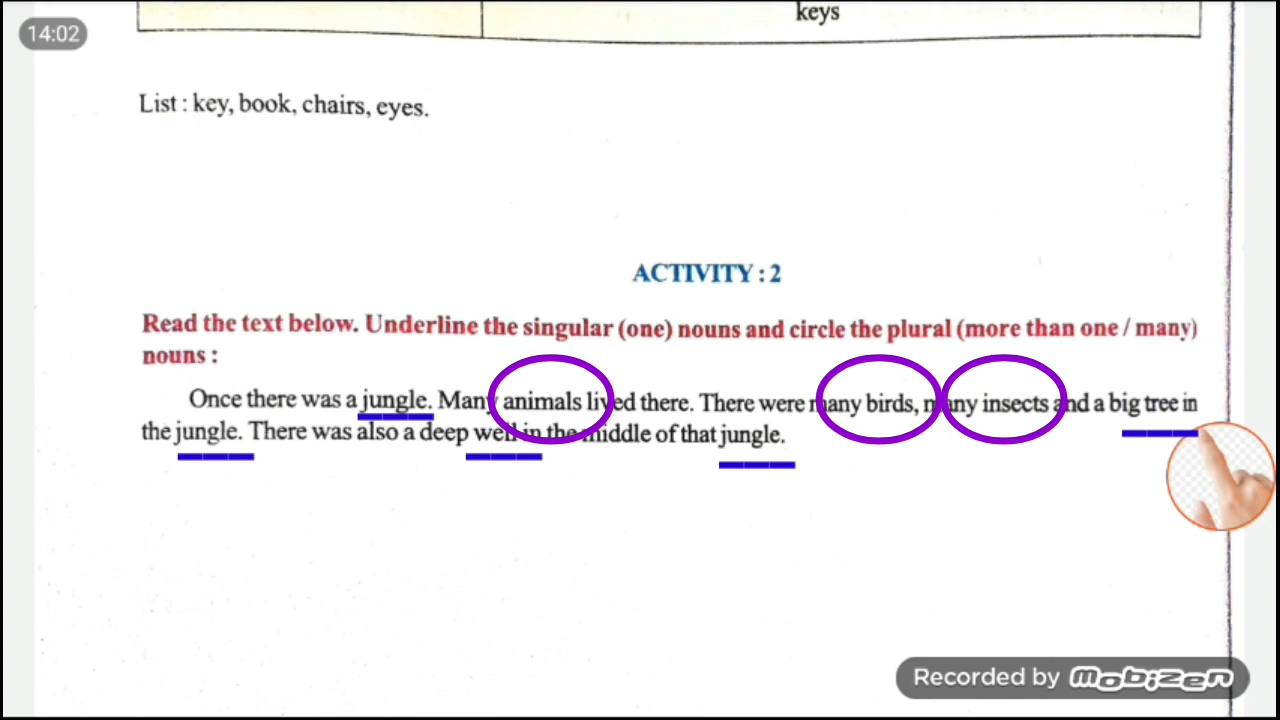 14:02
keys
List : key, book, chairs, eyes.
ACTIVITY : 2
Read the text below. Underline the singular (one) nouns and circle the plural (more than one / many)
nouns :
Once there was a jungle. Many animals lived there. There were many birds, many insects and a big tree in
the jungle. There was also a deep well in the middle of that jungle.
Recorded by mobizen